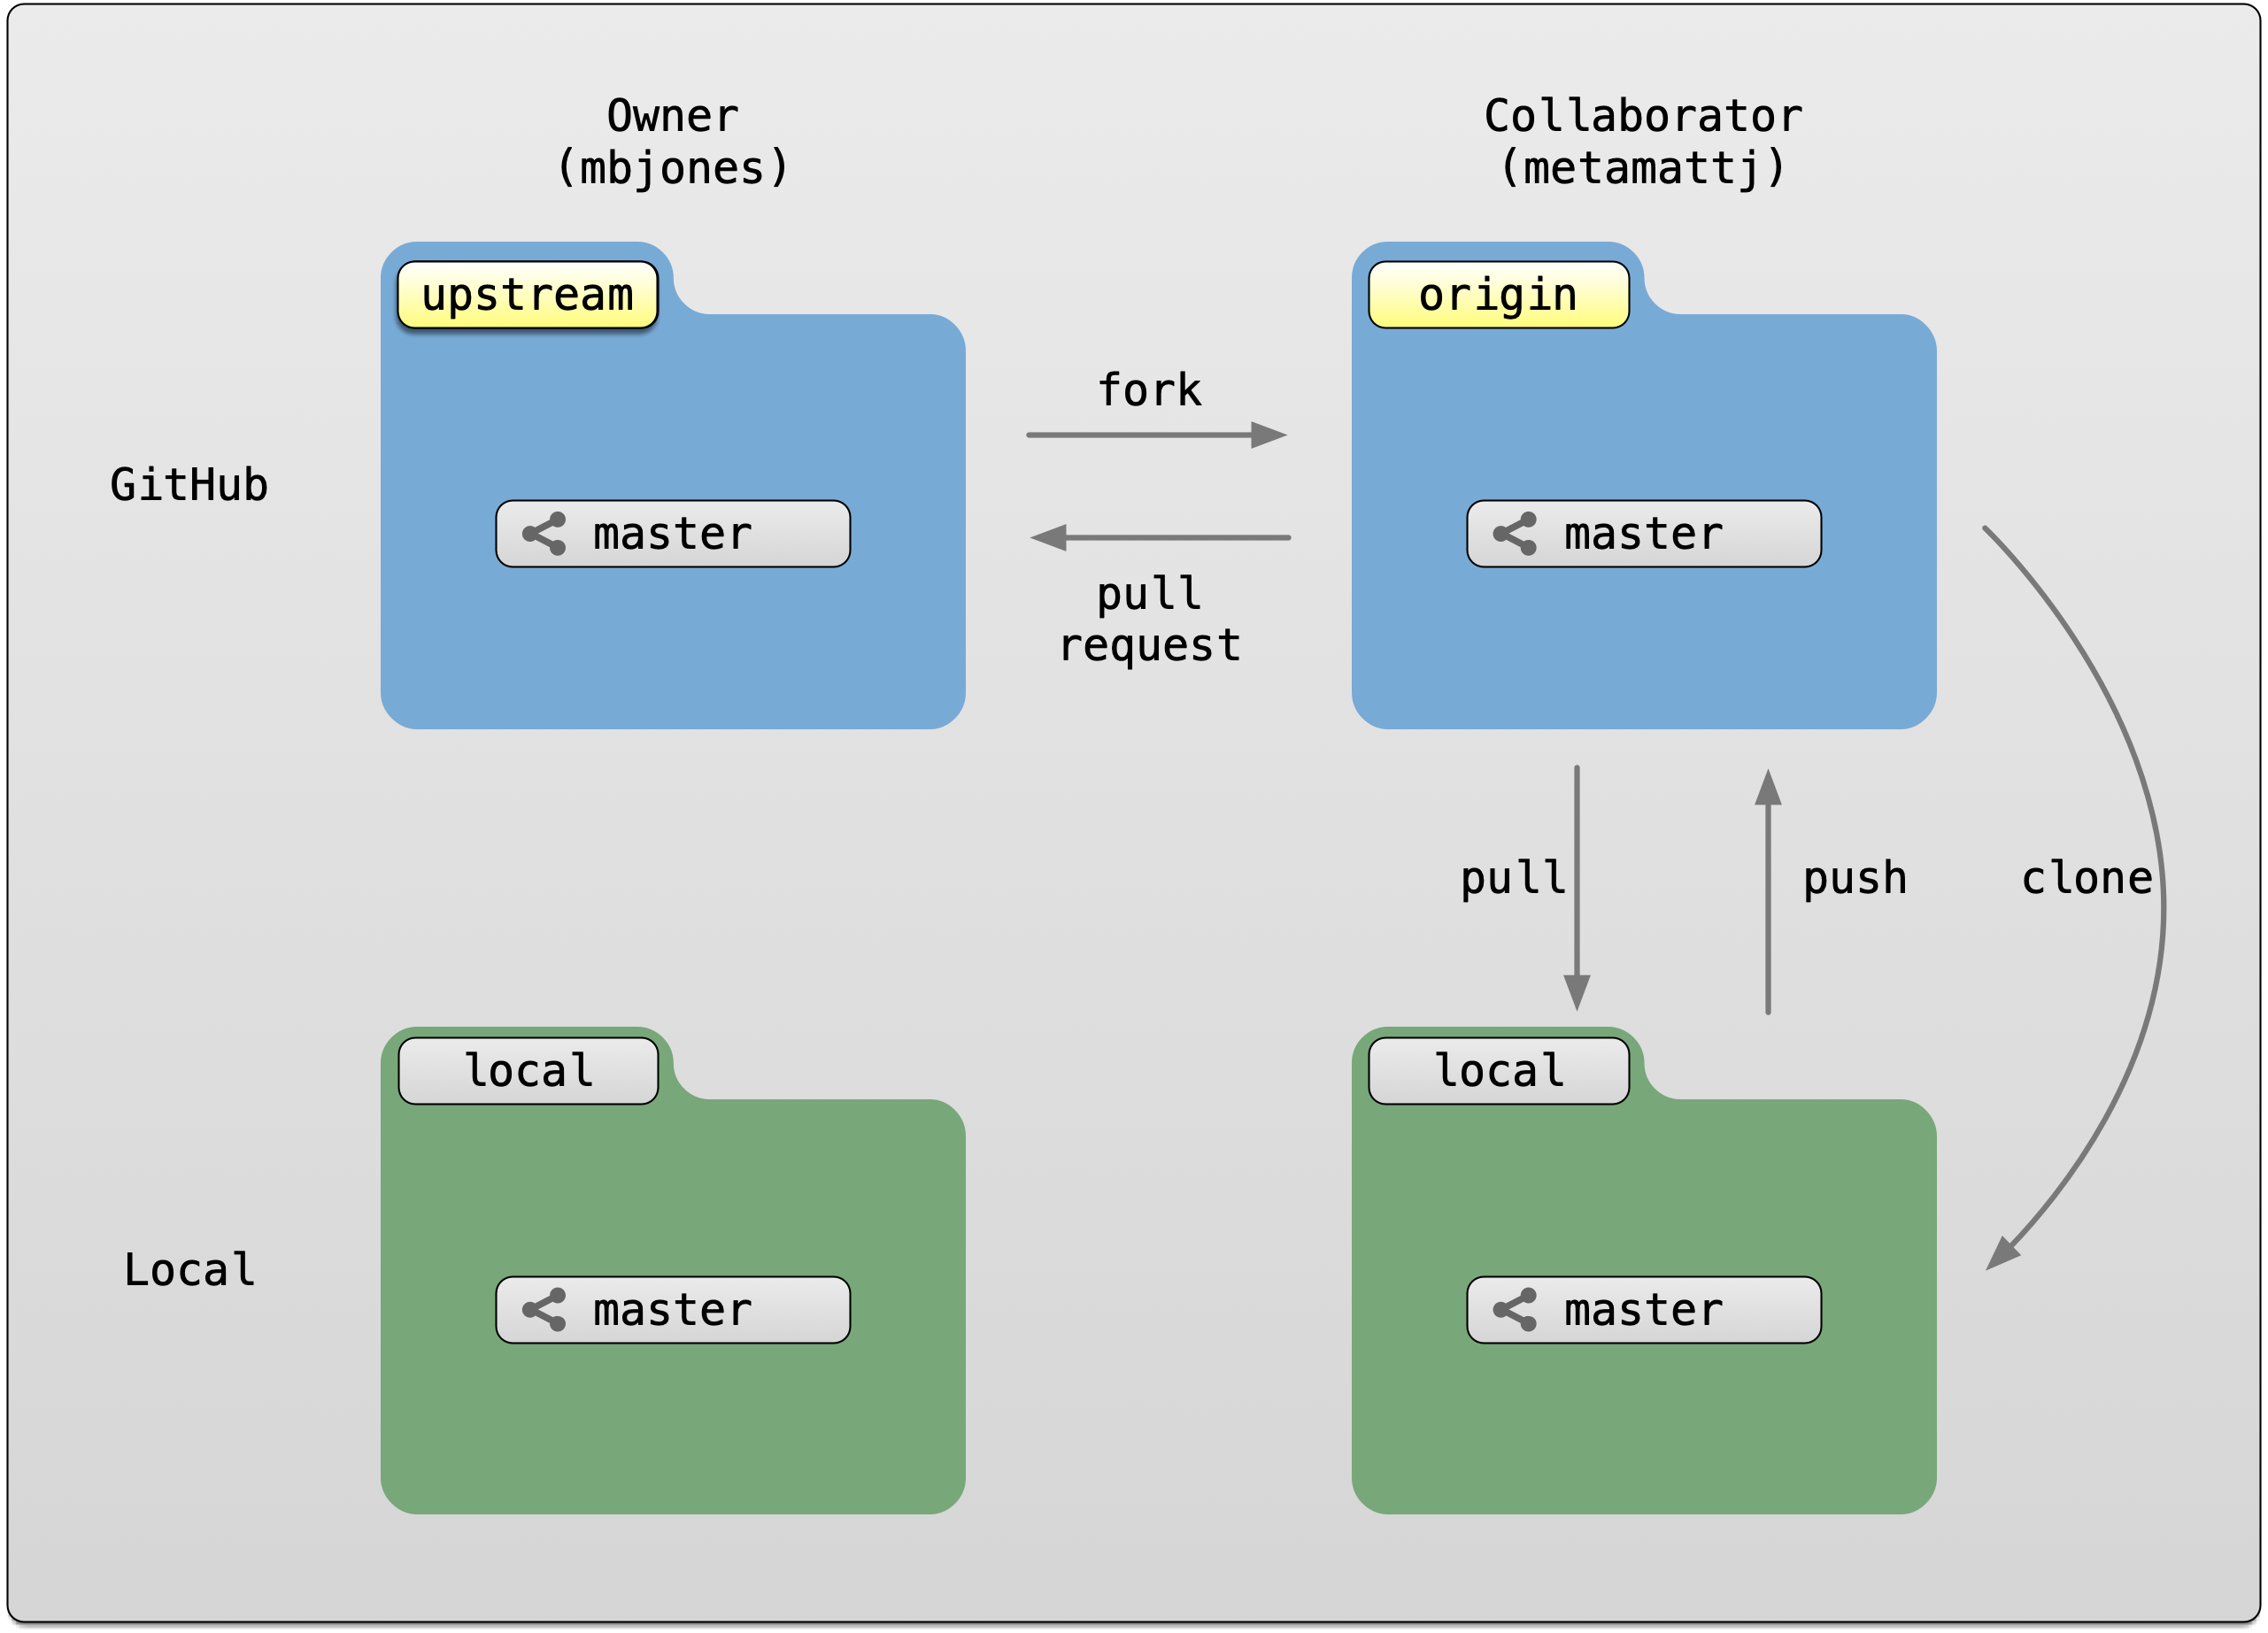 Owner
(mbjones)
Collaborator
(metamattj)
upstream
origin
fork
GitHub
master
master
pull
request
pull
push
clone
local
local
Local
master
master